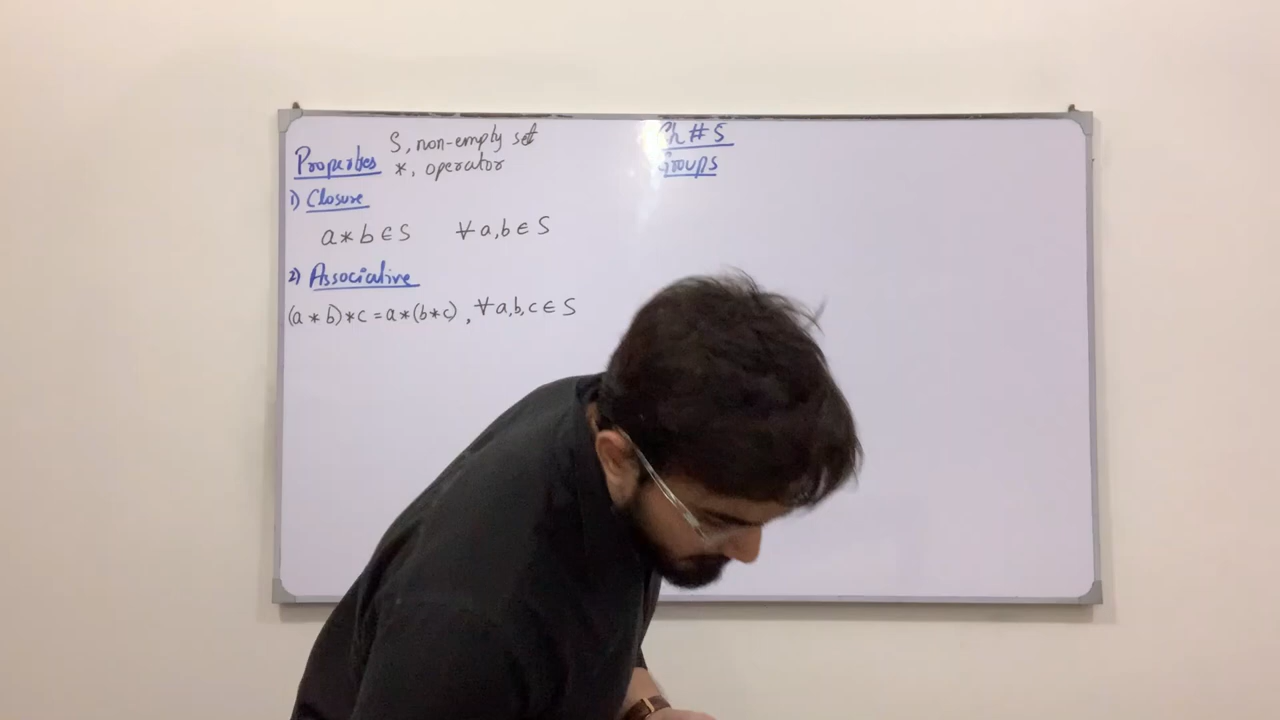 Ch # 5
Groups
S, non-empty set
Properties *, operator
1) Closure
a * b ∈ S ∀ a,b ∈ S
2) Associative
(a * b) * c = a * (b * c) , ∀ a,b,c ∈ S